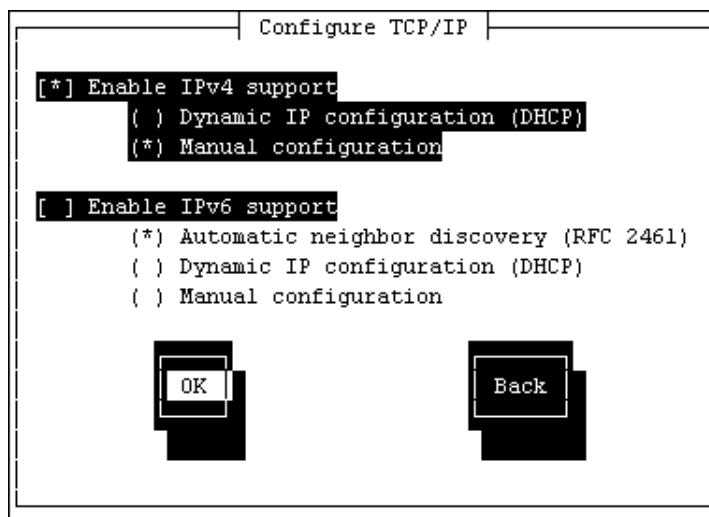 Configure TCP/IP
[*] Enable IPv4 support
( ) Dynamic IP configuration (DHCP)
(*) Manual configuration
[ ] Enable IPv6 support
(*) Automatic neighbor discovery (RFC 2461)
( ) Dynamic IP configuration (DHCP)
( ) Manual configuration
OK Back